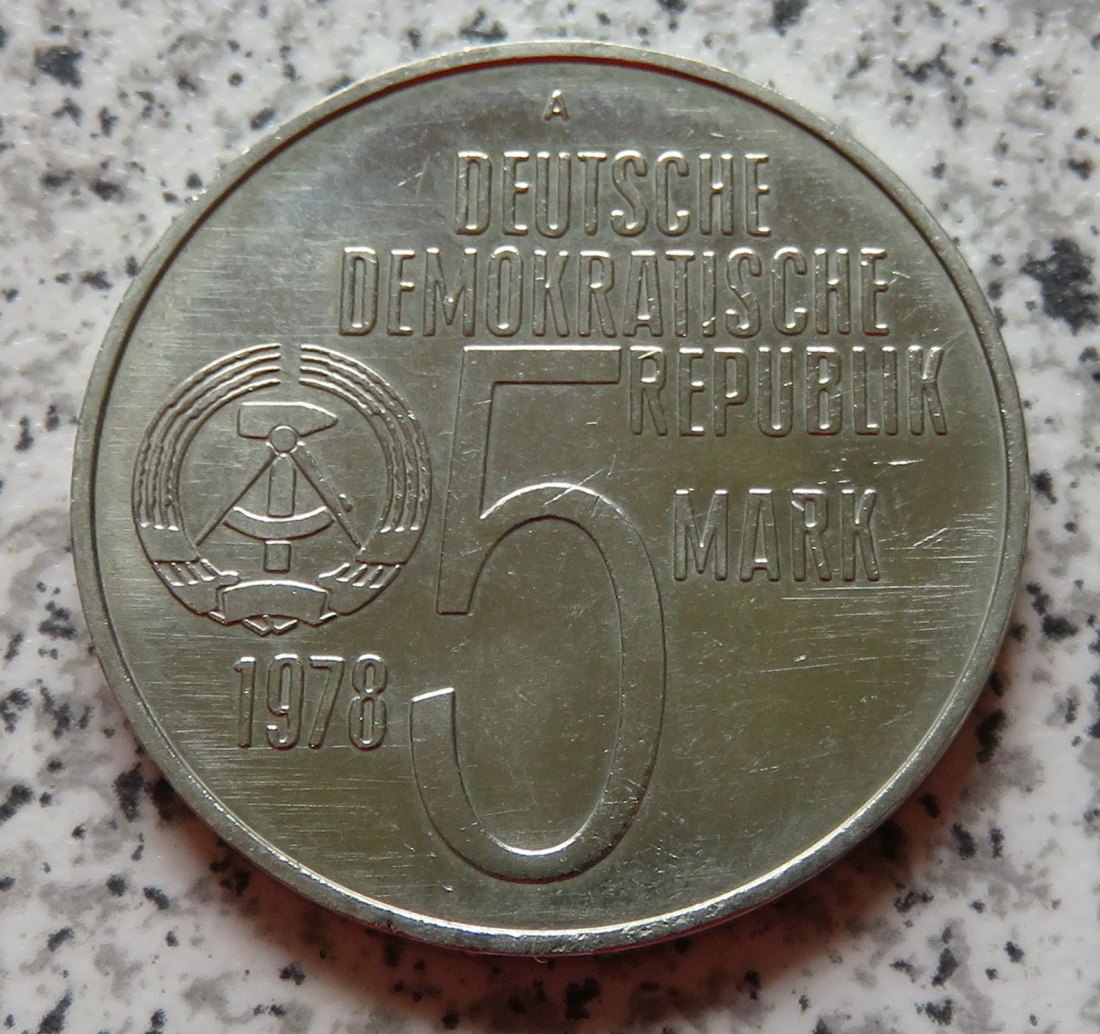 A
DEUTSCHE
DEMOKRATISCHE
REPUBLIK
5 MARK
1978